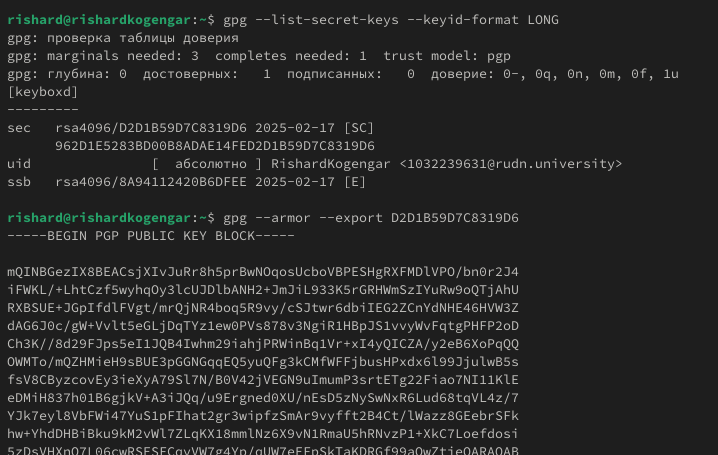 rishard@rishardkogengar:~$ gpg --list-secret-keys --keyid-format LONG
gpg: проверка таблицы доверия
gpg: marginals needed: 3  completes needed: 1  trust model: pgp
gpg: глубина: 0  достоверных:   1  подписанных:   0  доверие: 0-, 0q, 0n, 0m, 0f, 1u
[keyboxd]
---------
sec   rsa4096/D2D1B59D7C8319D6 2025-02-17 [SC]
      962D1E5283BD00B8ADAE14FED2D1B59D7C8319D6
uid               [  абсолютно ] RishardKogengar <1032239631@rudn.university>
ssb   rsa4096/8A94112420B6DFEE 2025-02-17 [E]
rishard@rishardkogengar:~$ gpg --armor --export D2D1B59D7C8319D6
-----BEGIN PGP PUBLIC KEY BLOCK-----
mQINBGezIX8BEACsjXIvJuRr8h5prBwNOqosUcboVBPESHgRXFMDlVPO/bn0r2J4
iFWKL/+LhtCzf5wyhqOy3lcUJDlbANH2+JmJiL933K5rGRHWmSzIYuRw9oQTjAhU
RXBSUE+JGpIfdlFVgt/mrQjNR4boq5R9vy/cSJtwr6dbiIEG2ZCnYdNHE46HVW3Z
dAG6J0c/gW+Vvlt5eGLjDqTYz1ew0PVs878v3NgiR1HBpJS1vvyWvFqtgPHFP2oD
Ch3K//8d29FJps5eI1JQB4Iwhm29iahjPRWinBq1Vr+xI4yQICZA/y2eB6XoPqQQ
OWMTo/mQZHMieH9sBUE3pGGNGqqEQ5yuQFg3kCMfWFFjbusHPxdx6l99JjulwB5s
fsV8CByzcovEy3ieXyA79Sl7N/B0V42jVEGN9uImumP3srtETg22Fiao7NI11KlE
eDMiH837h01B6gjkV+A3iJQq/u9Ergned0XU/nEsD5zNySwNxR6Lud68tqVL4z/7
YJk7eyl8VbFWi47YuS1pFIhat2gr3wipfzSmAr9vyfft2B4Ct/lWazz8GEebrSFk
hw+YhdDHBiBku9kM2vWl7ZLqKX18mmlNz6X9vN1RmaU5hRNvzP1+XkC7Loefdosi